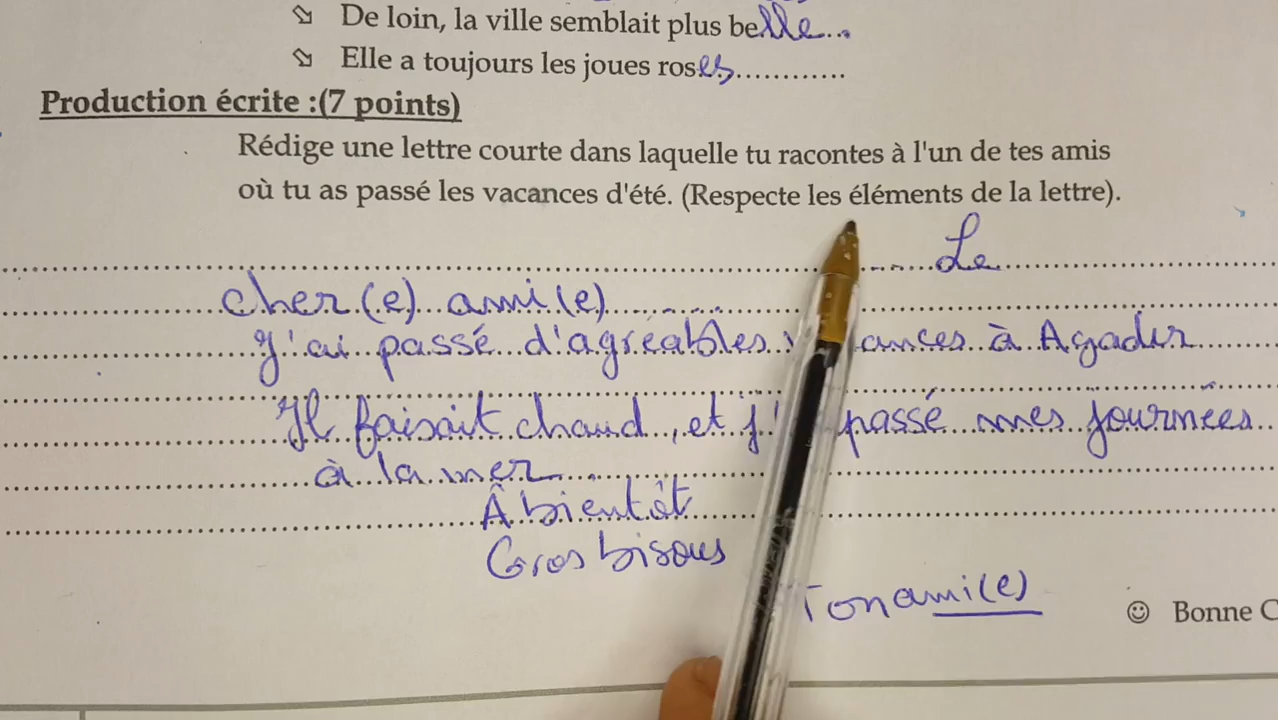 De loin, la ville semblait plus belle...
Elle a toujours les joues roses............
Production écrite :(7 points)
Rédige une lettre courte dans laquelle tu racontes à l'un de tes amis
où tu as passé les vacances d'été. (Respecte les éléments de la lettre).
Le
cher(e) ami(e)
J'ai passé d'agréables ances à Agadir
Il faisait chaud, et j' passé mes journées
à la mer
À bientôt
Gros bisous
Ton ami(e)
☺ Bonne C